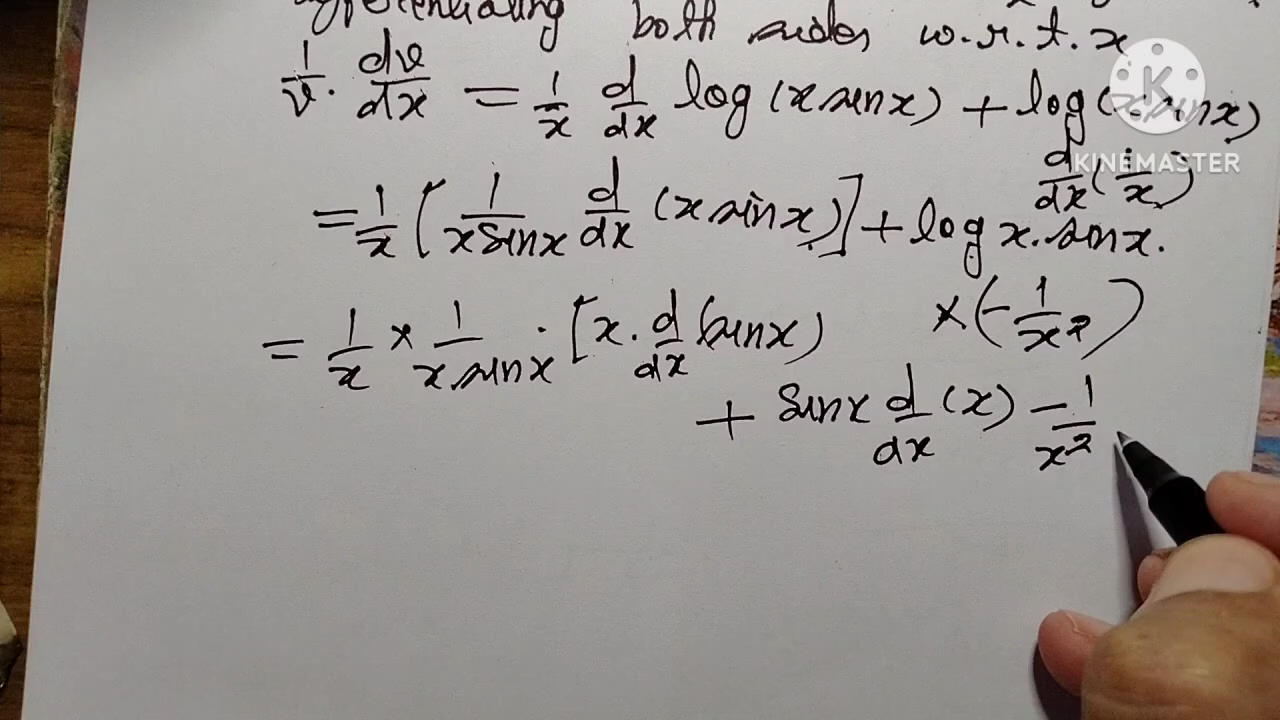 differentiating both sides w.r.t. x
1/v · dv/dx = 1/x d/dx log (x sin x) + log (x sin x)
d/dx (1/x)
= 1/x [ 1/(x sin x) d/dx (x sin x) ] + log x. sin x.
× (- 1/x²)
= 1/x × 1/(x sin x) · [ x. d/dx (sin x)
+ sin x d/dx (x) - 1/x²
K
KINEMASTER